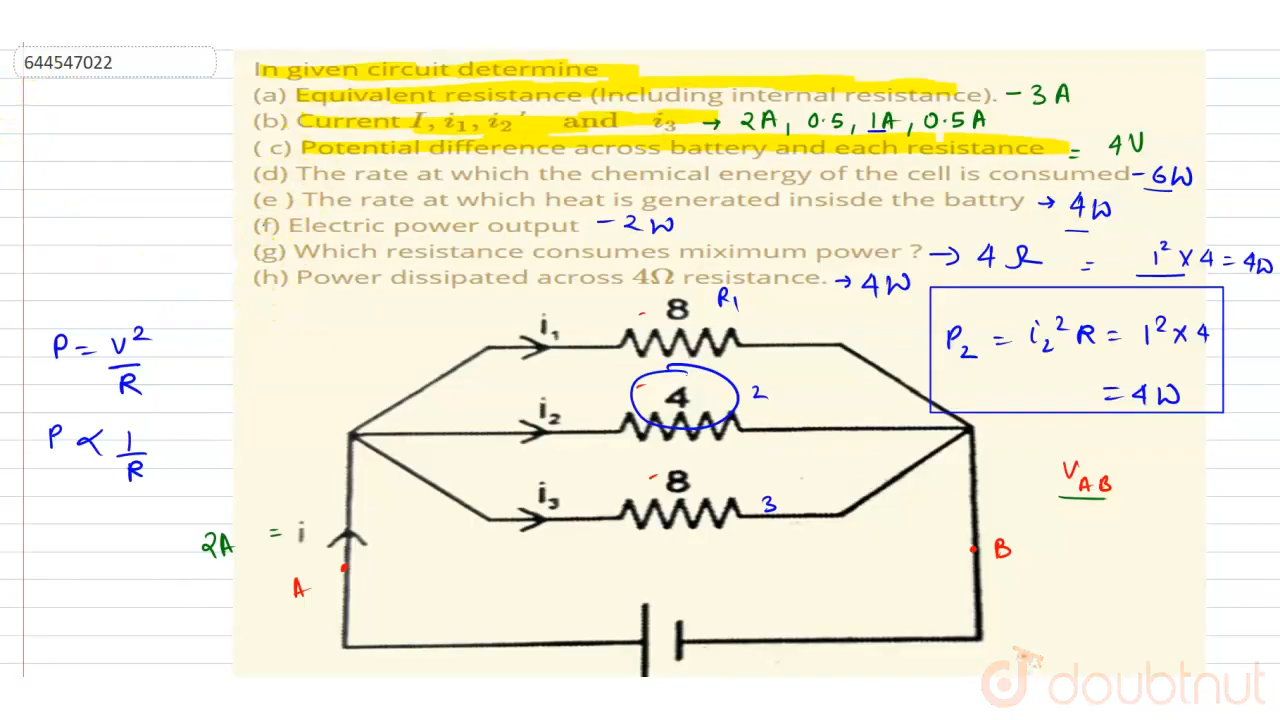 644547022
In given circuit determine
(a) Equivalent resistance (Including internal resistance). - 3 A
(b) Current I, i₁, i₂' and i₃ → 2A, 0.5, 1A, 0.5A
( c) Potential difference across battery and each resistance = 4V
(d) The rate at which the chemical energy of the cell is consumed - 6W
(e ) The rate at which heat is generated insisde the battry → 4W
(f) Electric power output - 2W
(g) Which resistance consumes miximum power ? → 4 Ω = 1² × 4 = 4W
(h) Power dissipated across 4Ω resistance. → 4W
P = V²/R
P ∝ 1/R
P₂ = i₂² R = 1² × 4
= 4W
8 R₁
i₁
4 2
i₂
8 3
i₃
V_AB
2A = i
A
B
doubtnut